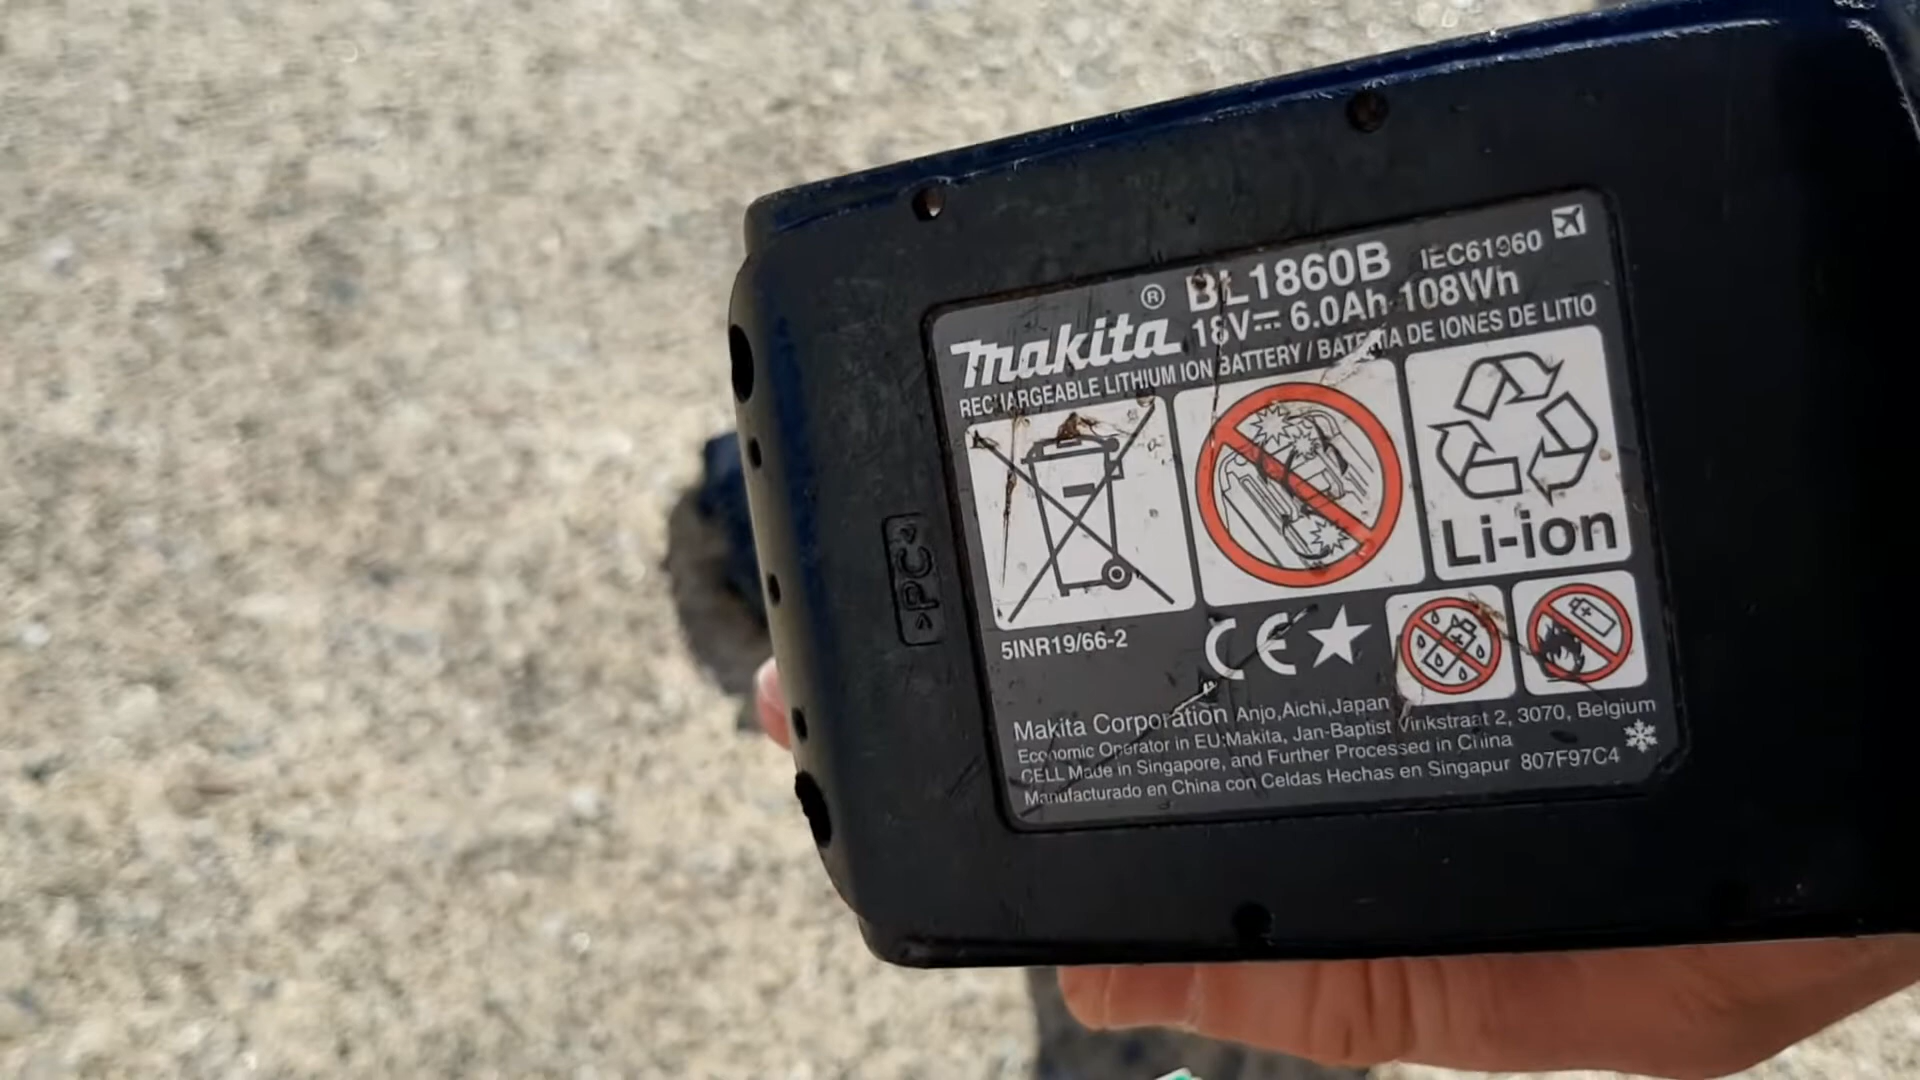 makita ® BL1860B IEC61960
18V⎓ 6.0Ah 108Wh
RECHARGEABLE LITHIUM ION BATTERY / BATERÍA DE IONES DE LITIO
Li-ion
5INR19/66-2
CE
>PC<
Makita Corporation Anjo,Aichi,Japan
Economic Operator in EU:Makita, Jan-Baptist Vinkstraat 2, 3070, Belgium
CELL Made in Singapore, and Further Processed in China
Manufacturado en China con Celdas Hechas en Singapur 807F97C4